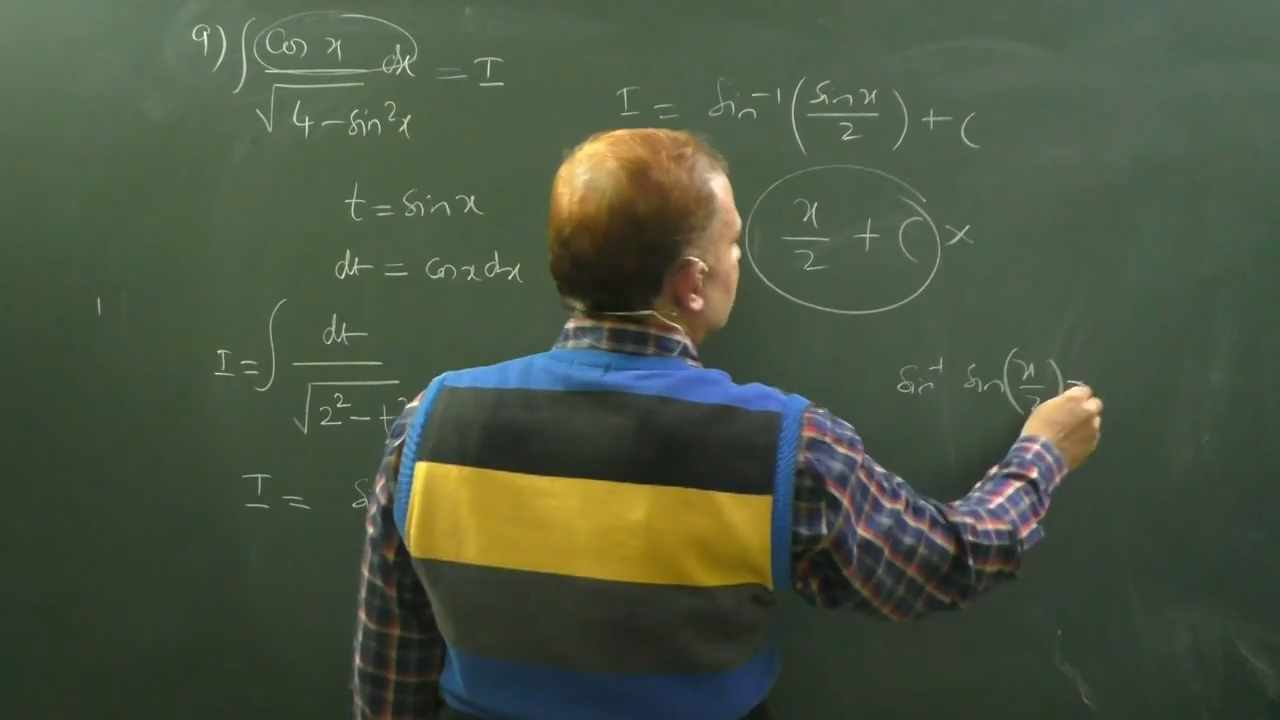 9) ∫ cos x / √(4 – sin²x) dx = I
t = sin x
dt = cos x dx
I = ∫ dt / √(2² – t²
I =
I = sin⁻¹ (sin x / 2) + C
x / 2 + C ×
sin⁻¹ sin (x / 2) =